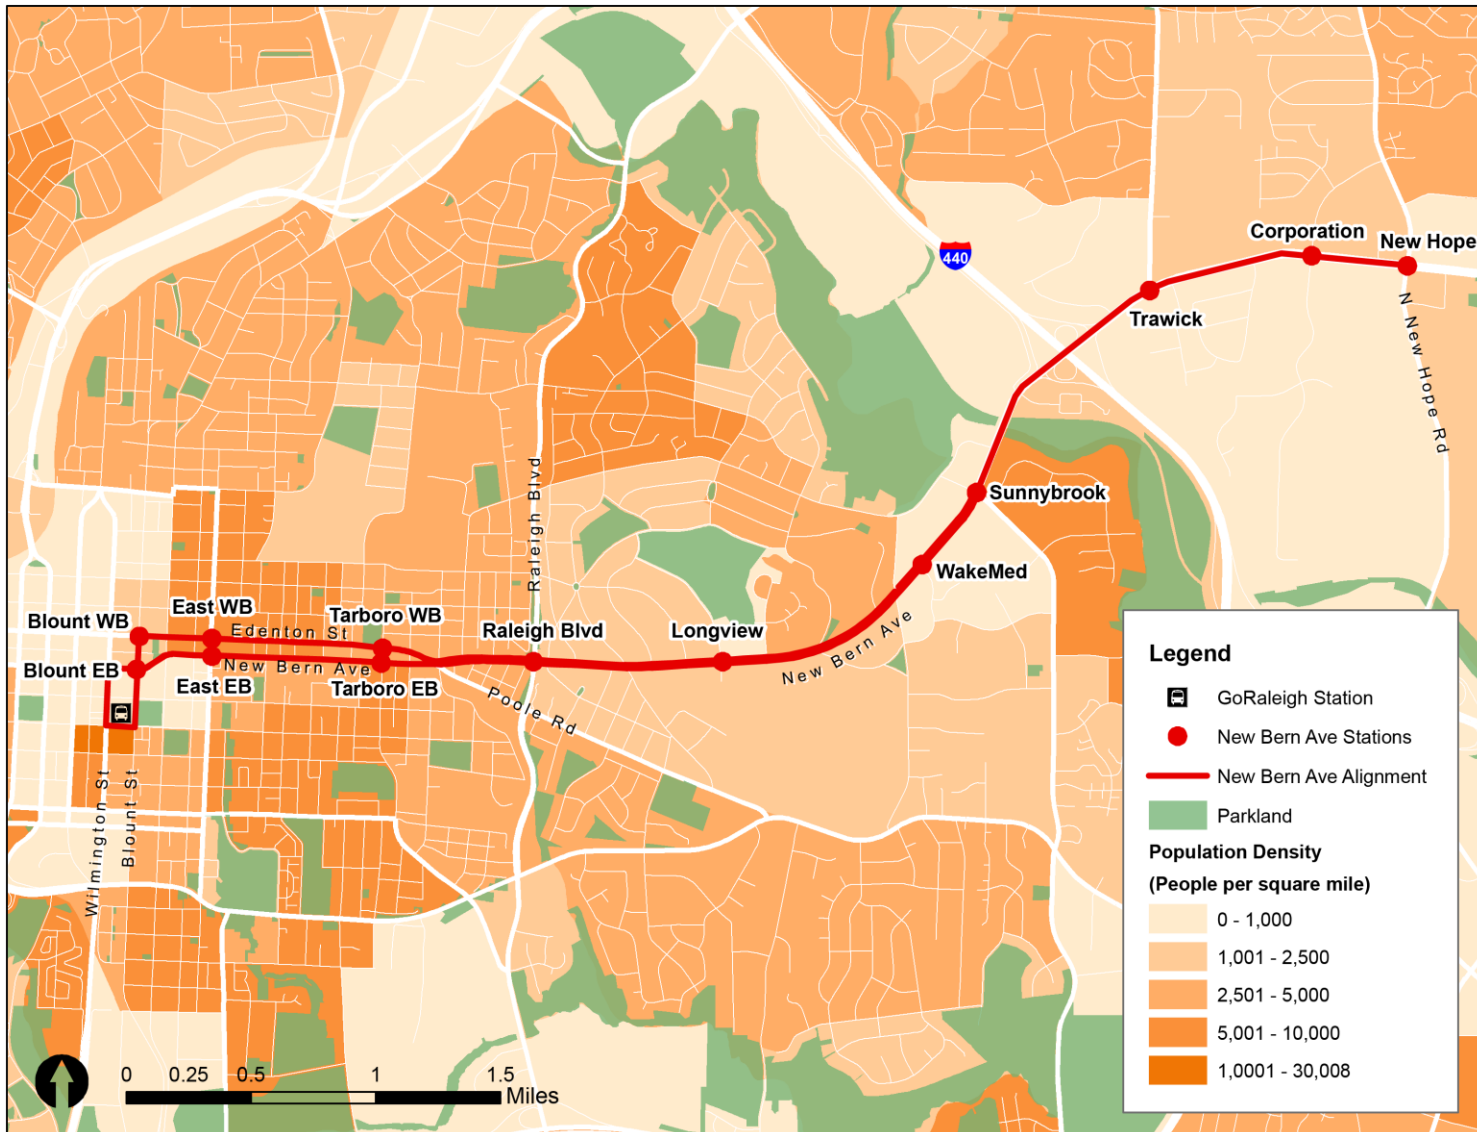 440
Corporation
New Hope
Trawick
N New Hope Rd
Raleigh Blvd
Sunnybrook
WakeMed
East WB
Tarboro WB
Blount WB
Edenton St
Raleigh Blvd
Longview
New Bern Ave
Blount EB
New Bern Ave
East EB
Tarboro EB
Poole Rd
Wilmington St
Blount St
Legend
GoRaleigh Station
New Bern Ave Stations
New Bern Ave Alignment
Parkland
Population Density
(People per square mile)
0 - 1,000
1,001 - 2,500
2,501 - 5,000
5,001 - 10,000
1,0001 - 30,008
0 0.25 0.5 1 1.5
Miles